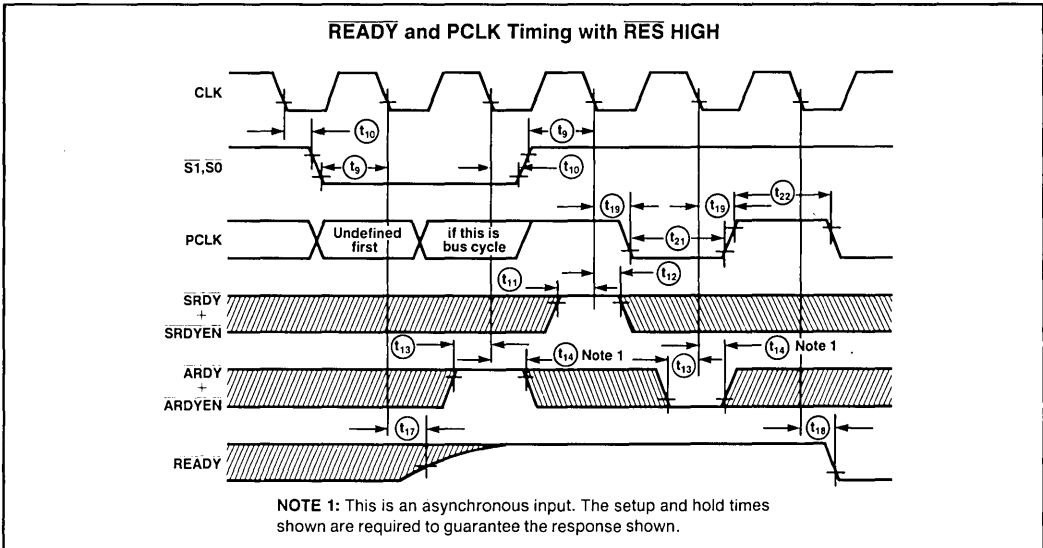 READY and PCLK Timing with RES HIGH
CLK
t10
t9
S1,S0
t9
t10
t19
t19
t22
PCLK
Undefined
first
if this is
bus cycle
t21
t11
t12
SRDY
+
SRDYEN
t13
t14 Note 1
t13
t14 Note 1
ARDY
+
ARDYEN
t17
t18
READY
NOTE 1: This is an asynchronous input. The setup and hold times
shown are required to guarantee the response shown.